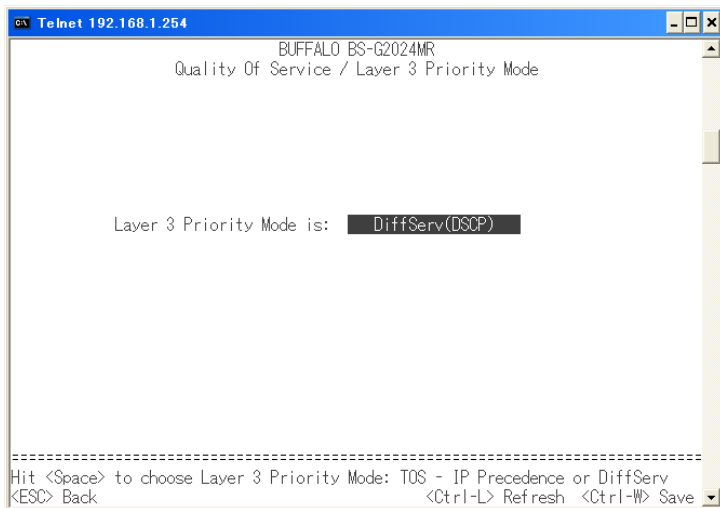 Telnet 192.168.1.254
BUFFALO BS-G2024MR
Quality Of Service / Layer 3 Priority Mode
Layer 3 Priority Mode is: DiffServ(DSCP)
================================================================================
Hit <Space> to choose Layer 3 Priority Mode: TOS - IP Precedence or DiffServ
<ESC> Back <Ctrl-L> Refresh <Ctrl-W> Save